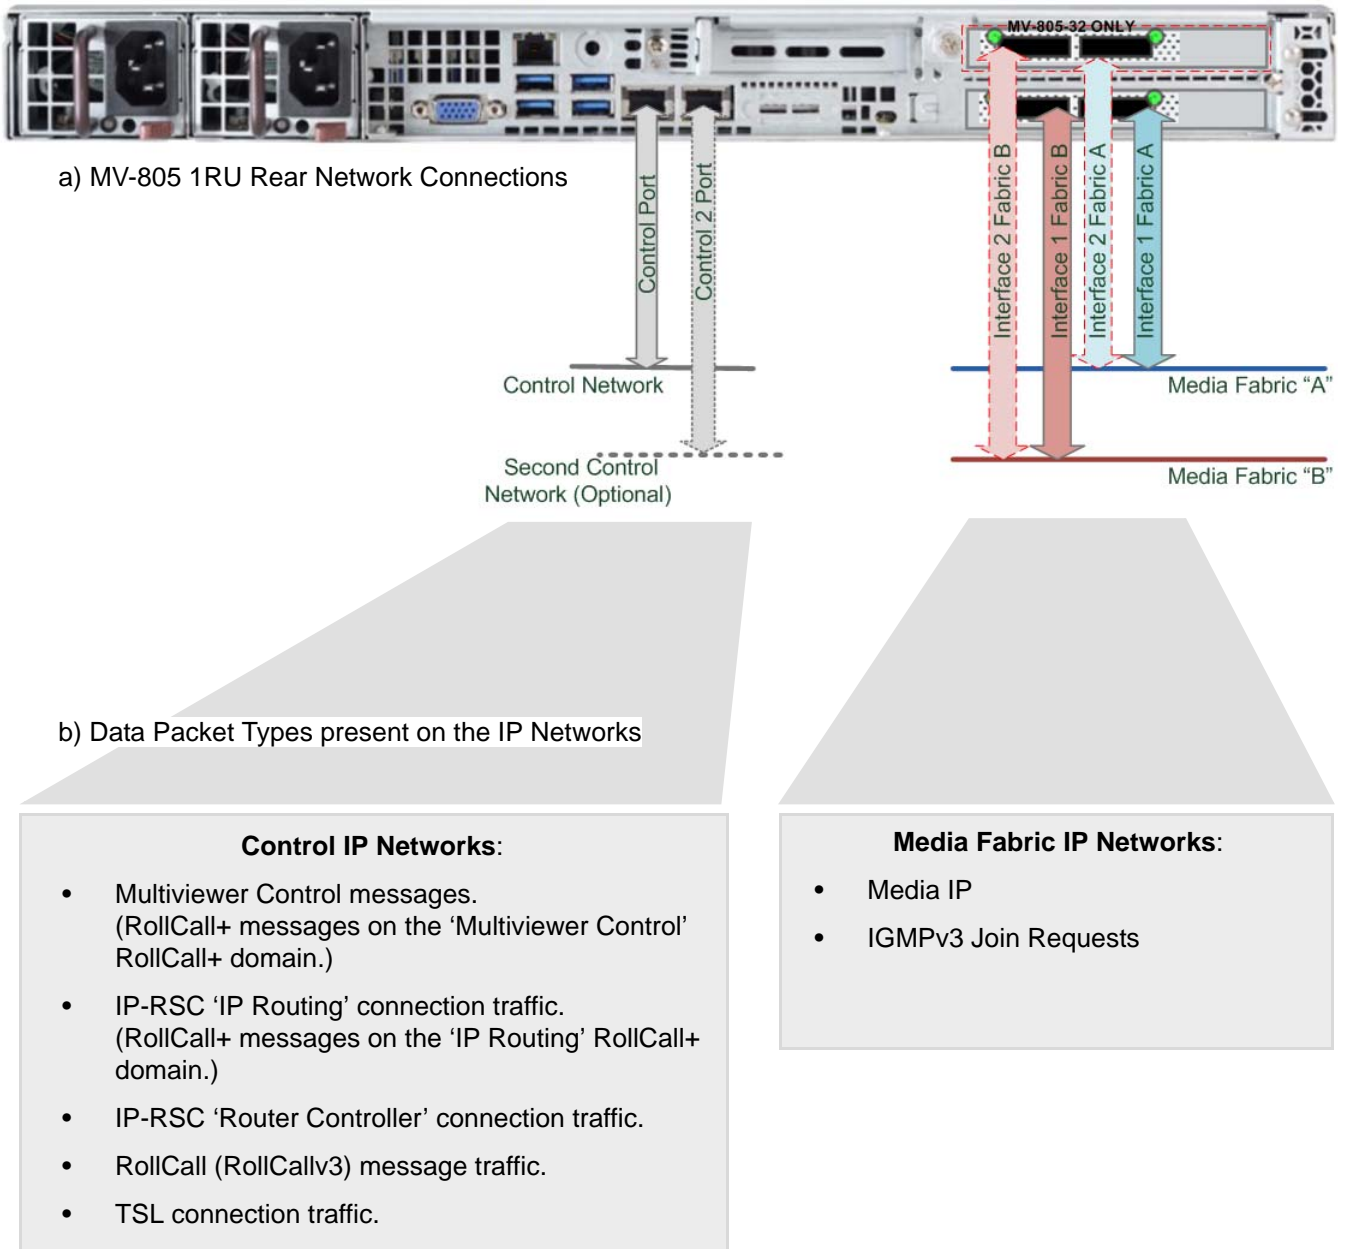 MV-805-32 ONLY
a) MV-805 1RU Rear Network Connections
Control Port
Control 2 Port
Interface 2 Fabric B
Interface 1 Fabric B
Interface 2 Fabric A
Interface 1 Fabric A
Control Network
Media Fabric “A”
Second Control
Network (Optional)
Media Fabric “B”
b) Data Packet Types present on the IP Networks
Control IP Networks:
• Multiviewer Control messages.
(RollCall+ messages on the ‘Multiviewer Control’
RollCall+ domain.)
• IP-RSC ‘IP Routing’ connection traffic.
(RollCall+ messages on the ‘IP Routing’ RollCall+
domain.)
• IP-RSC ‘Router Controller’ connection traffic.
• RollCall (RollCallv3) message traffic.
• TSL connection traffic.
Media Fabric IP Networks:
• Media IP
• IGMPv3 Join Requests